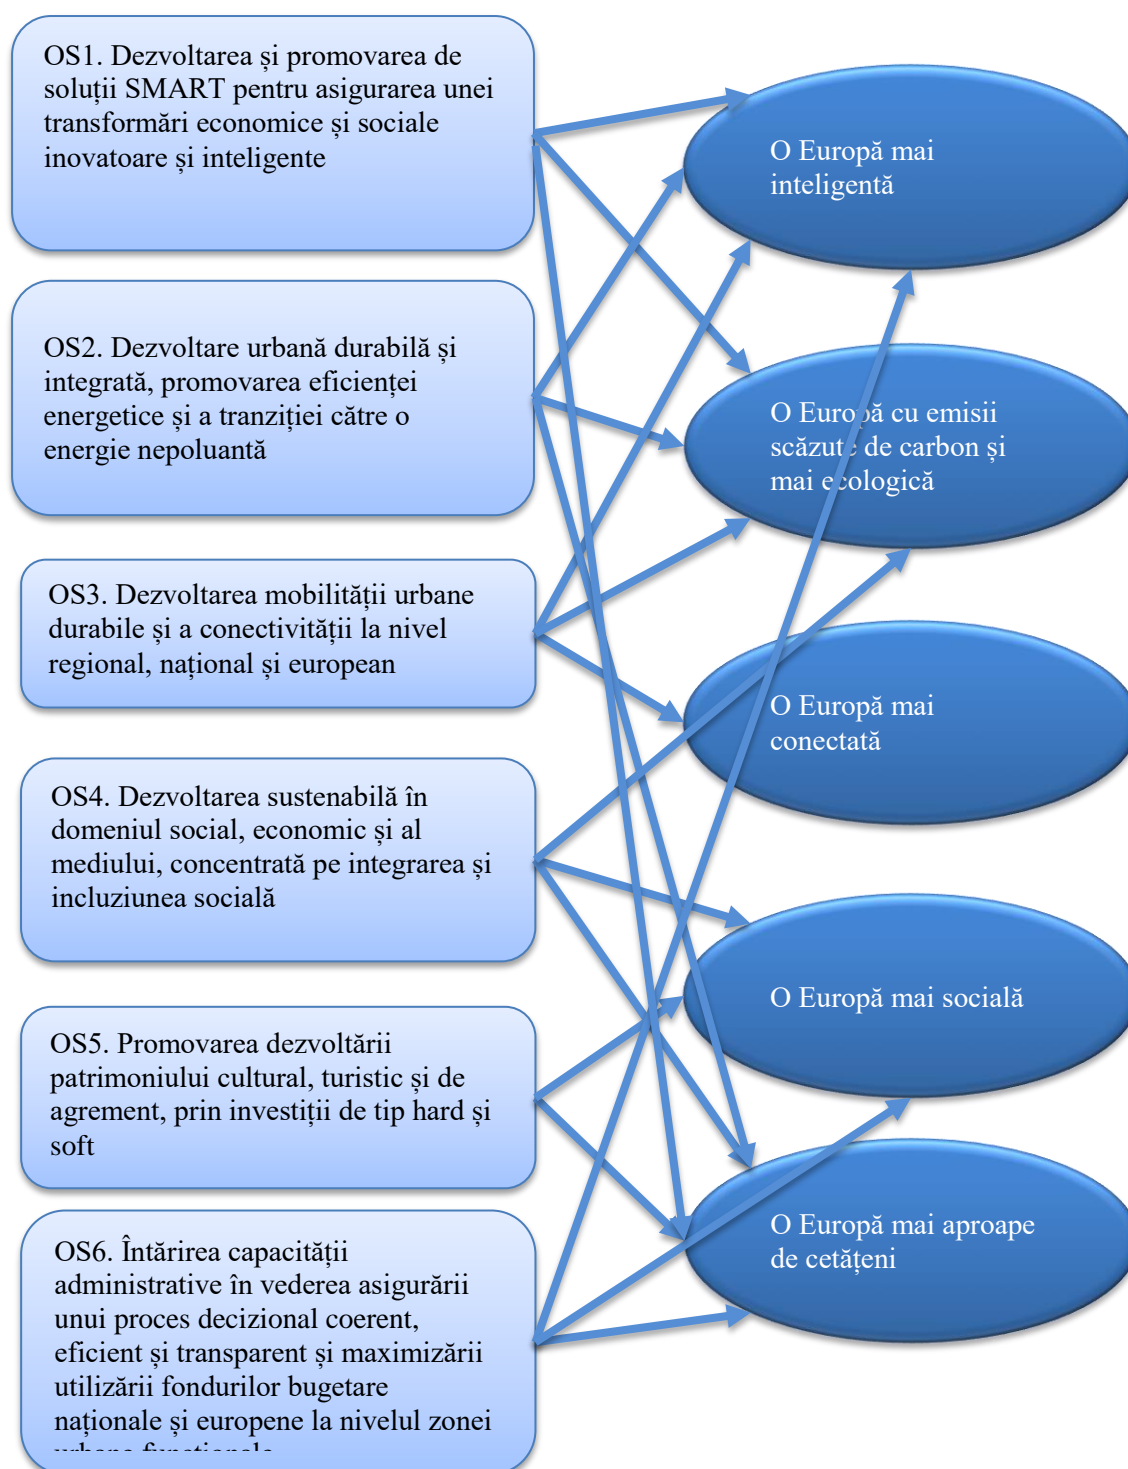 OS1. Dezvoltarea și promovarea de
soluții SMART pentru asigurarea unei
transformări economice și sociale
inovatoare și inteligente
OS2. Dezvoltare urbană durabilă și
integrată, promovarea eficienței
energetice și a tranziției către o
energie nepoluantă
OS3. Dezvoltarea mobilității urbane
durabile și a conectivității la nivel
regional, național și european
OS4. Dezvoltarea sustenabilă în
domeniul social, economic și al
mediului, concentrată pe integrarea și
incluziunea socială
OS5. Promovarea dezvoltării
patrimoniului cultural, turistic și de
agrement, prin investiții de tip hard și
soft
OS6. Întărirea capacității
administrative în vederea asigurării
unui proces decizional coerent,
eficient și transparent și maximizării
utilizării fondurilor bugetare
naționale și europene la nivelul zonei
O Europă mai
inteligentă
O Europă cu emisii
scăzute de carbon și
mai ecologică
O Europă mai
conectată
O Europă mai socială
O Europă mai aproape
de cetățeni